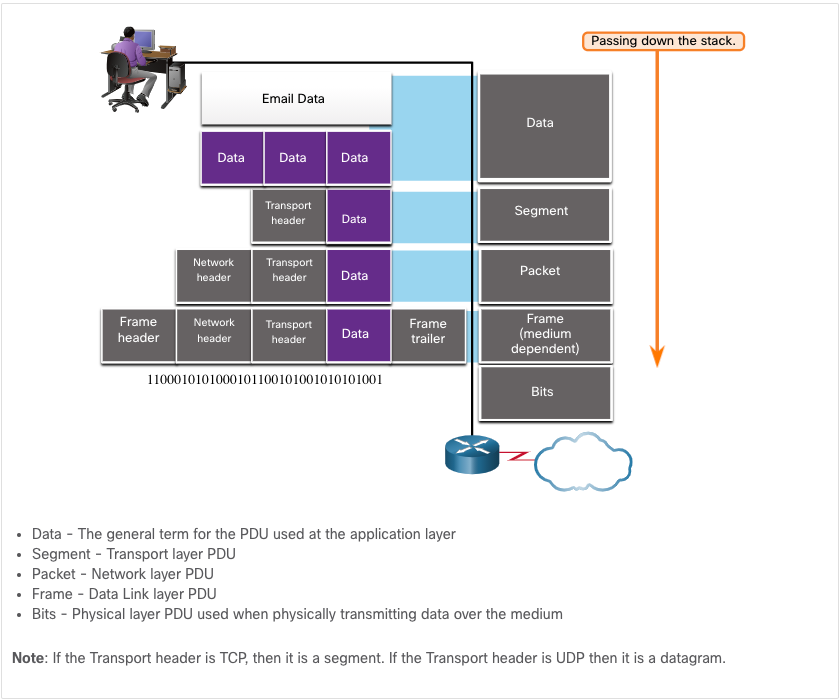 Passing down the stack.
Email Data
Data
Data Data Data
Transport
header
Data
Segment
Network
header
Transport
header
Data
Packet
Frame
header
Network
header
Transport
header
Data
Frame
trailer
Frame
(medium
dependent)
1100010101000101100101001010101001
Bits
• Data - The general term for the PDU used at the application layer
• Segment - Transport layer PDU
• Packet - Network layer PDU
• Frame - Data Link layer PDU
• Bits - Physical layer PDU used when physically transmitting data over the medium
Note: If the Transport header is TCP, then it is a segment. If the Transport header is UDP then it is a datagram.